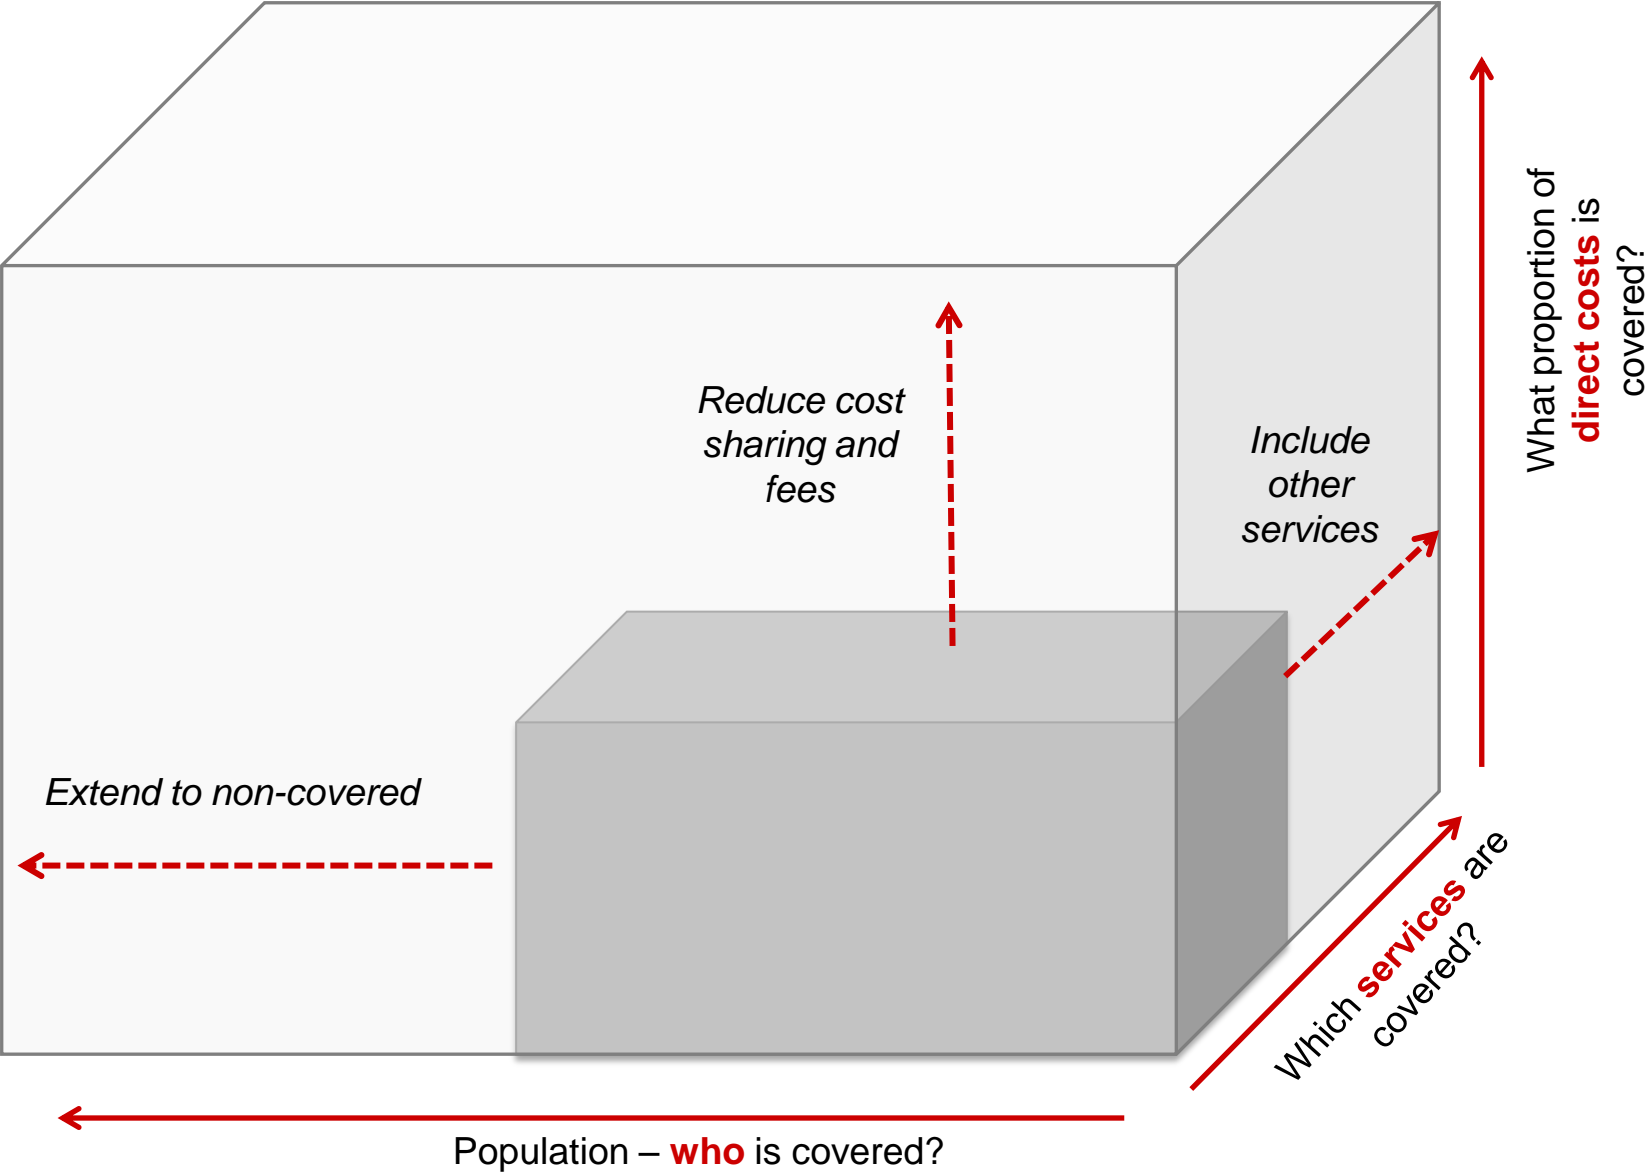 Reduce cost
sharing and
fees
Include
other
services
Extend to non-covered
What proportion of
direct costs is
covered?
Which services are
covered?
Population – who is covered?